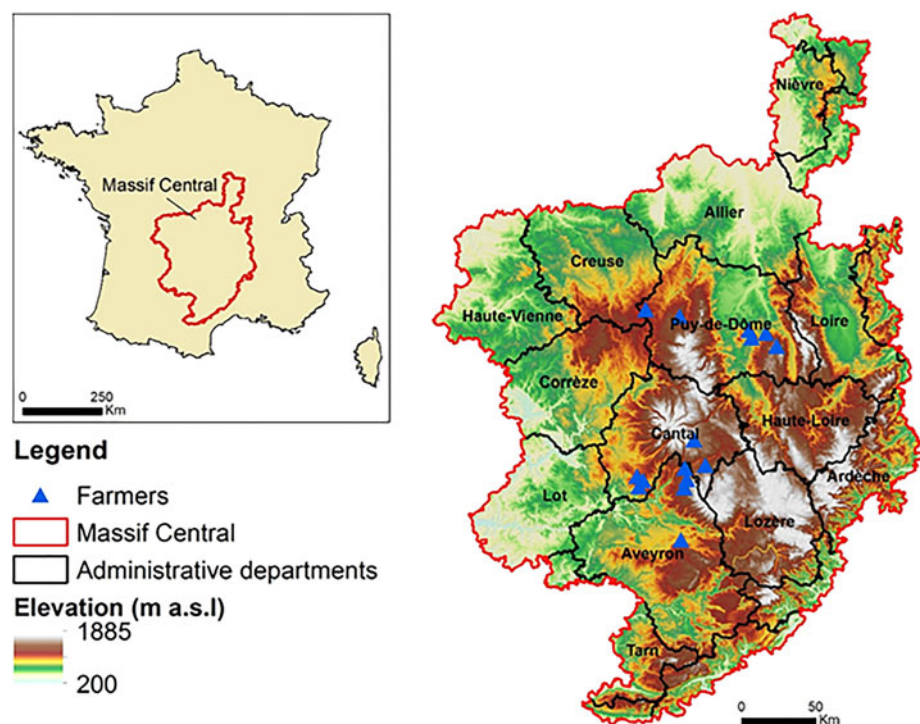 Massif Central
0
250
Km
Legend
Farmers
Massif Central
Administrative departments
Elevation (m a.s.l)
1885
200
Nièvre
Allier
Creuse
Haute-Vienne
Puy-de-Dôme
Loire
Corrèze
Cantal
Haute-Loire
Ardèche
Lot
Lozère
Aveyron
Tarn
0
50
Km